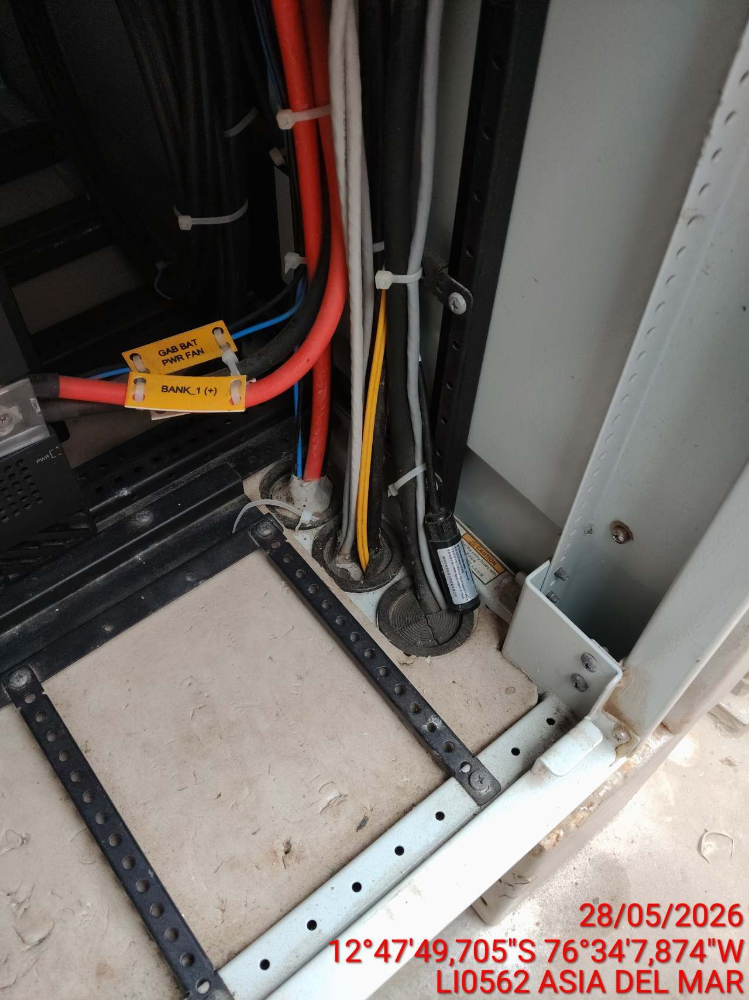 GAB BAT
PWR FAN
BANK_1 (+)
PWR
CAUTION
28/05/2026
12°47'49,705"S 76°34'7,874"W
LI0562 ASIA DEL MAR